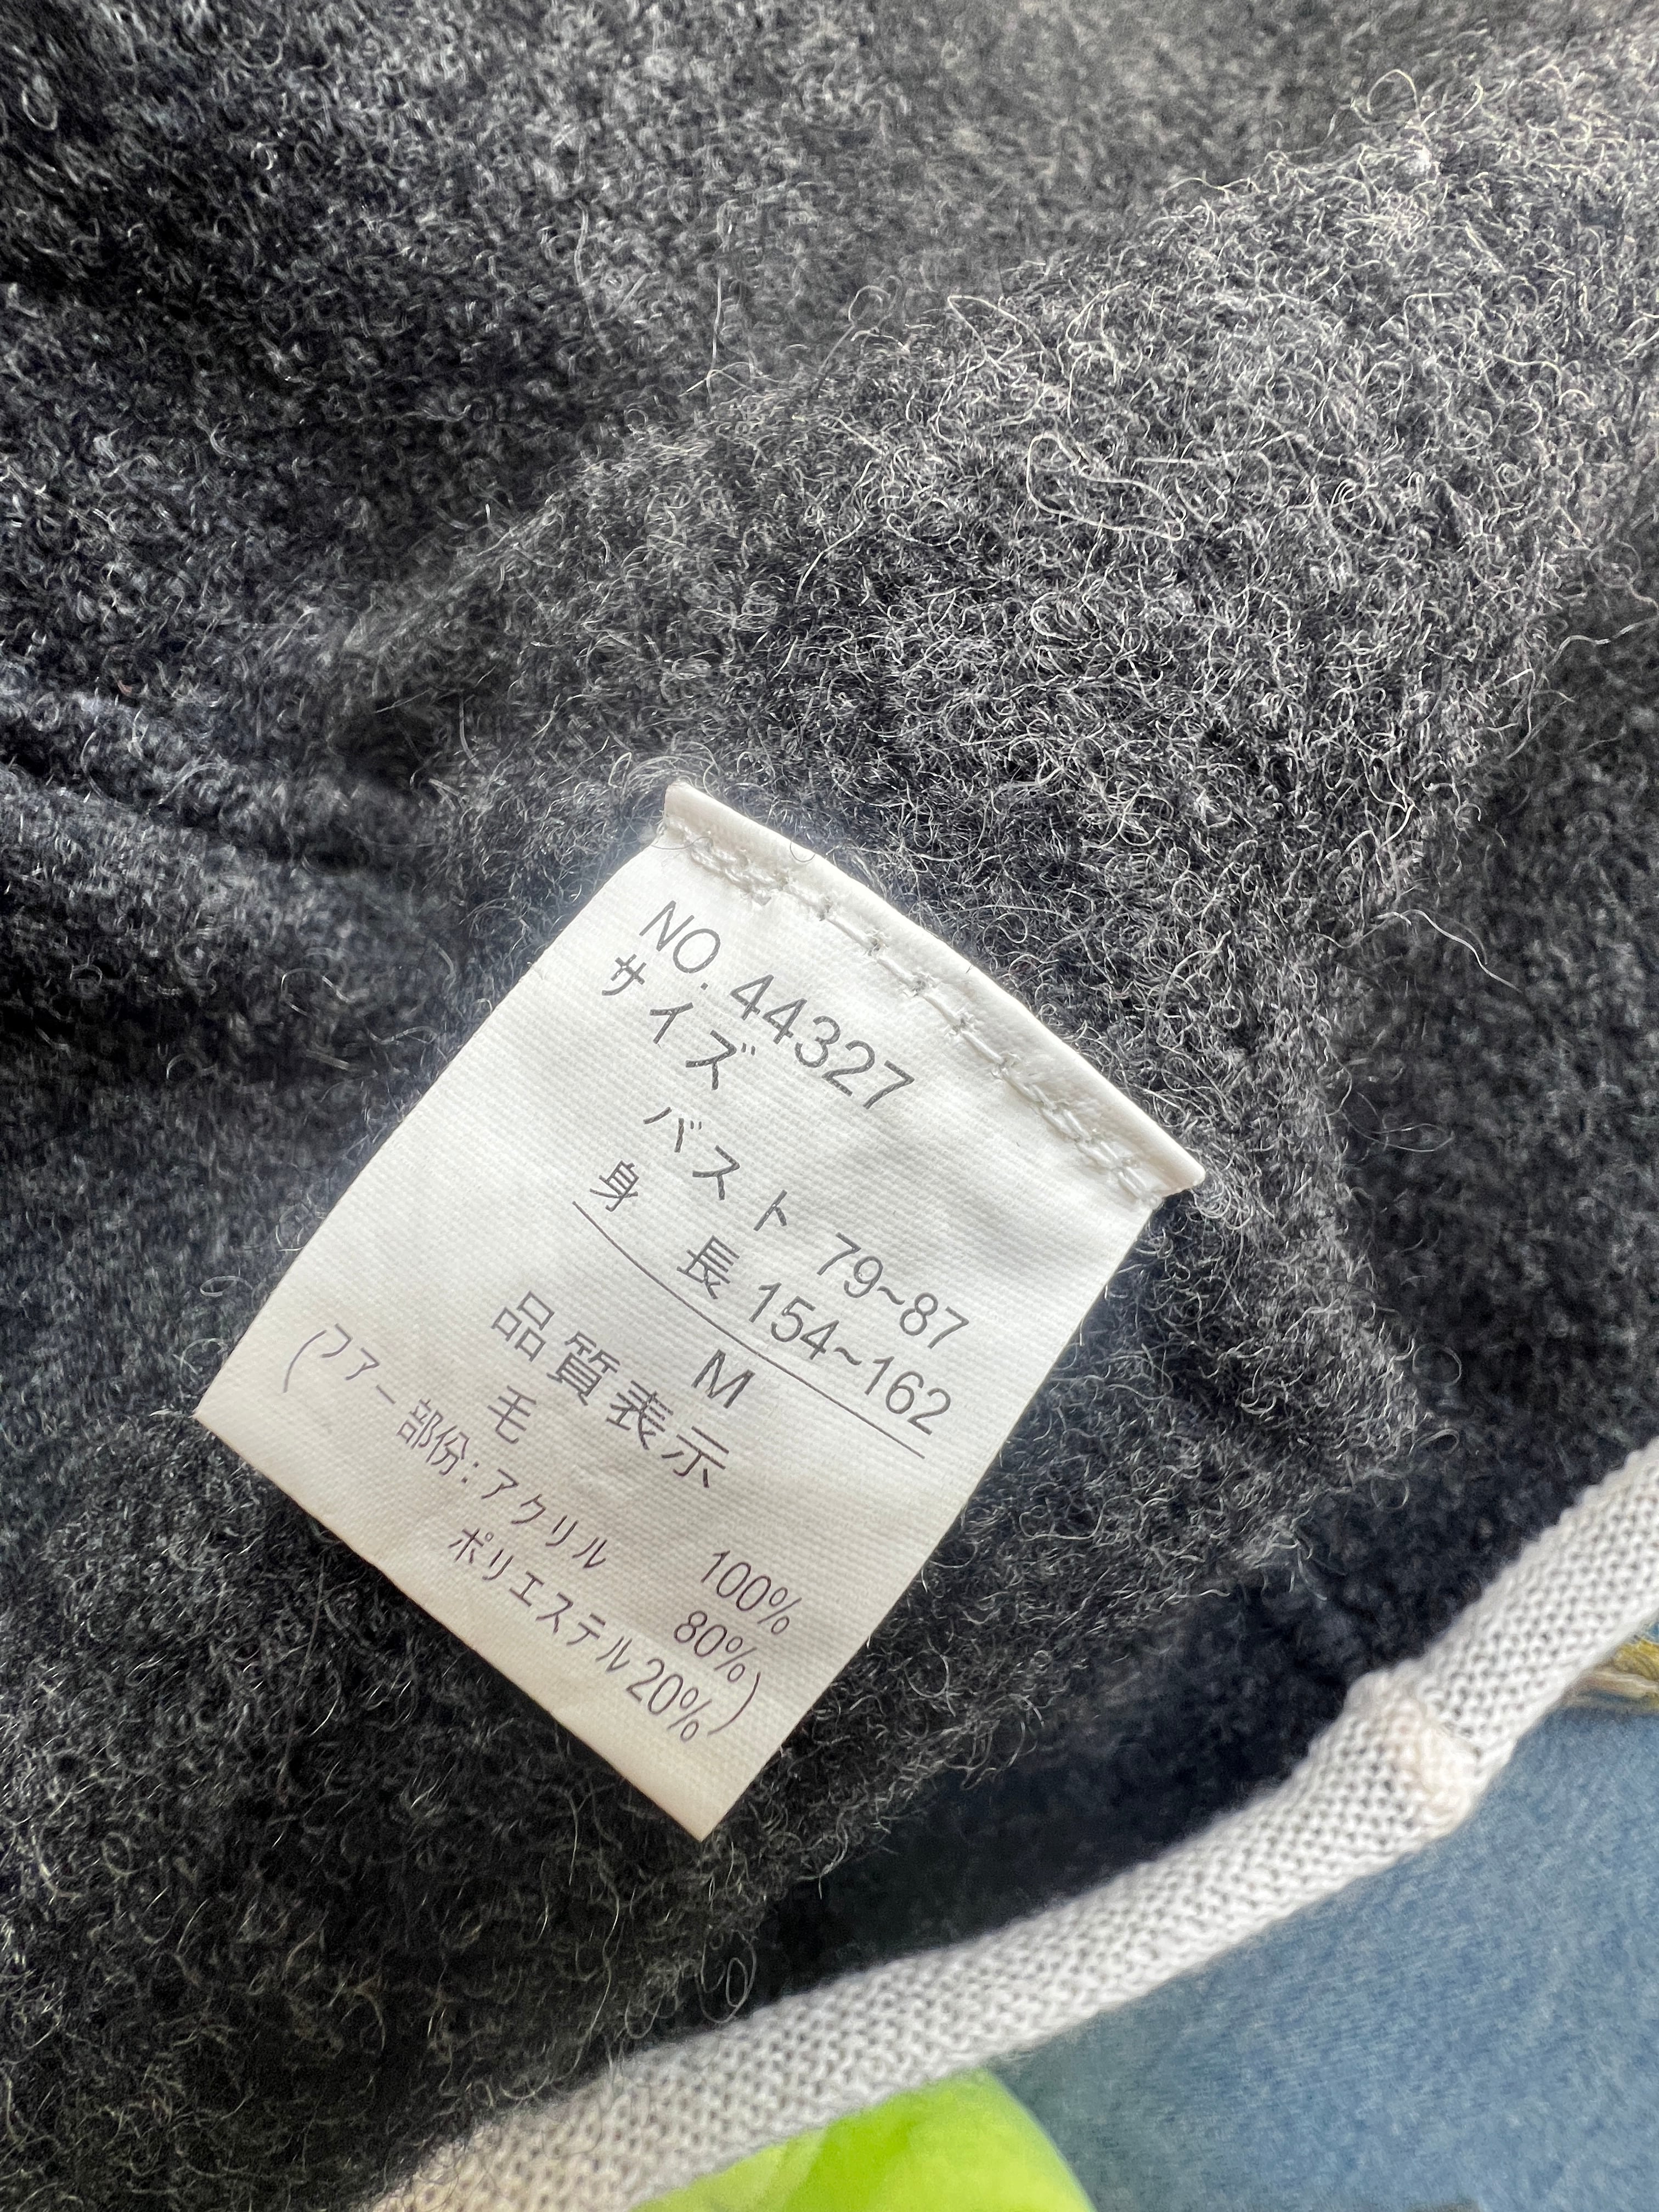 NO. 44327
サイズ
バスト 79~87
身 長 154~162
M
品質表示
毛 100%
(ファー部份:アクリル 80%
ポリエステル 20%)